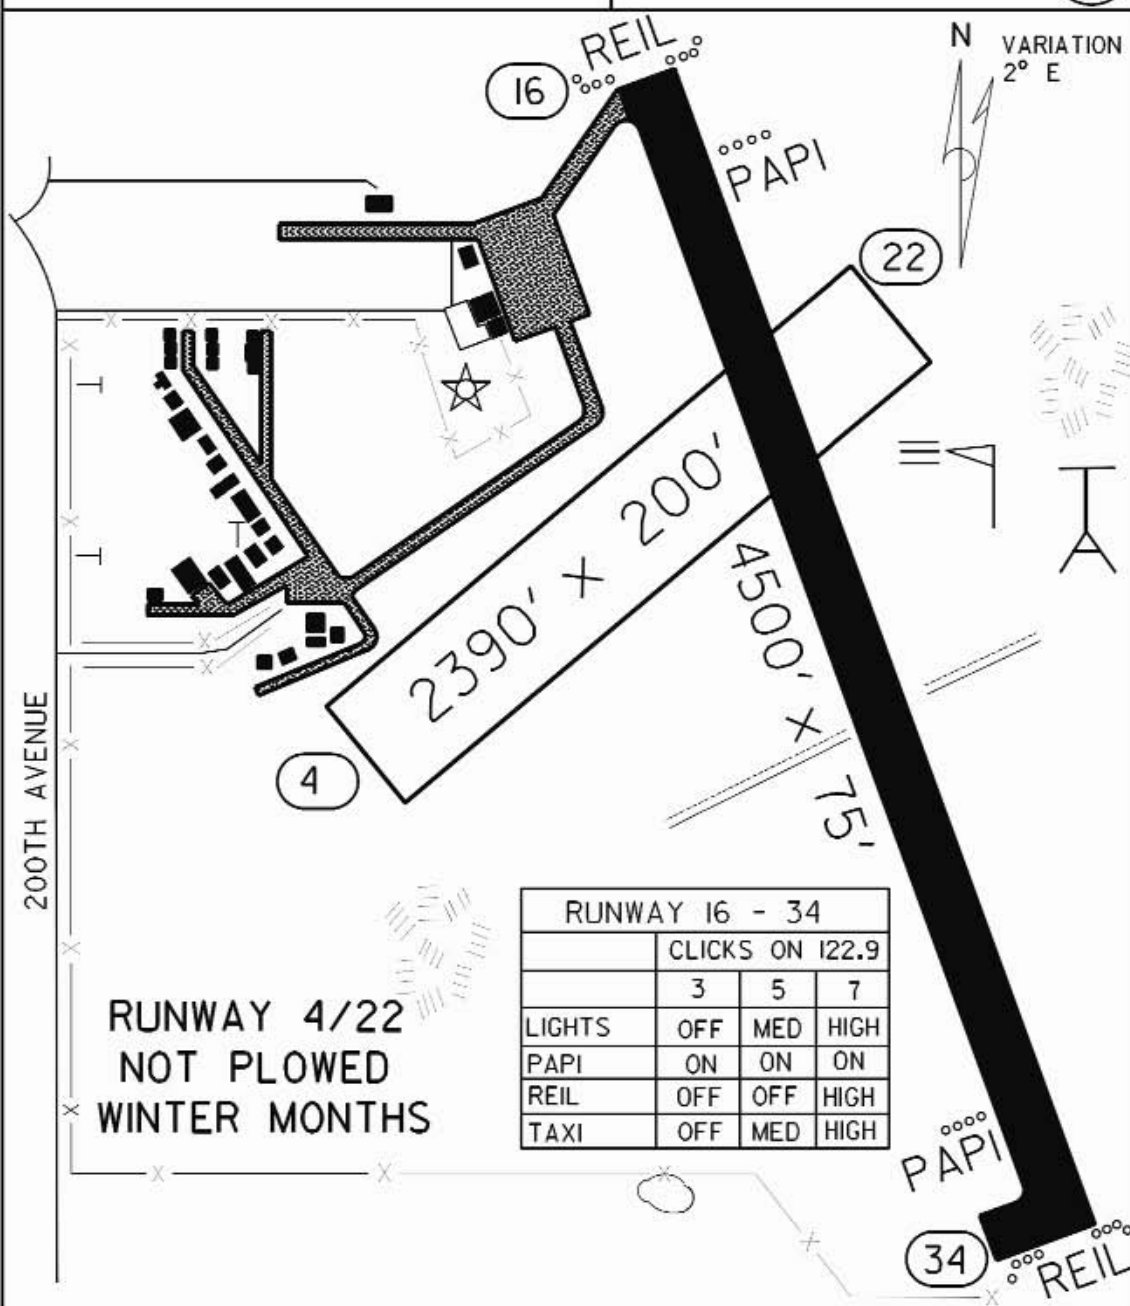 REIL
16
N
VARIATION
2° E
PAPI
22
2390' X 200'
4500' X 75'
4
200TH AVENUE
RUNWAY 16 - 34
CLICKS ON 122.9
3 5 7
LIGHTS OFF MED HIGH
PAPI ON ON ON
REIL OFF OFF HIGH
TAXI OFF MED HIGH
RUNWAY 4/22
NOT PLOWED
WINTER MONTHS
PAPI
34
REIL